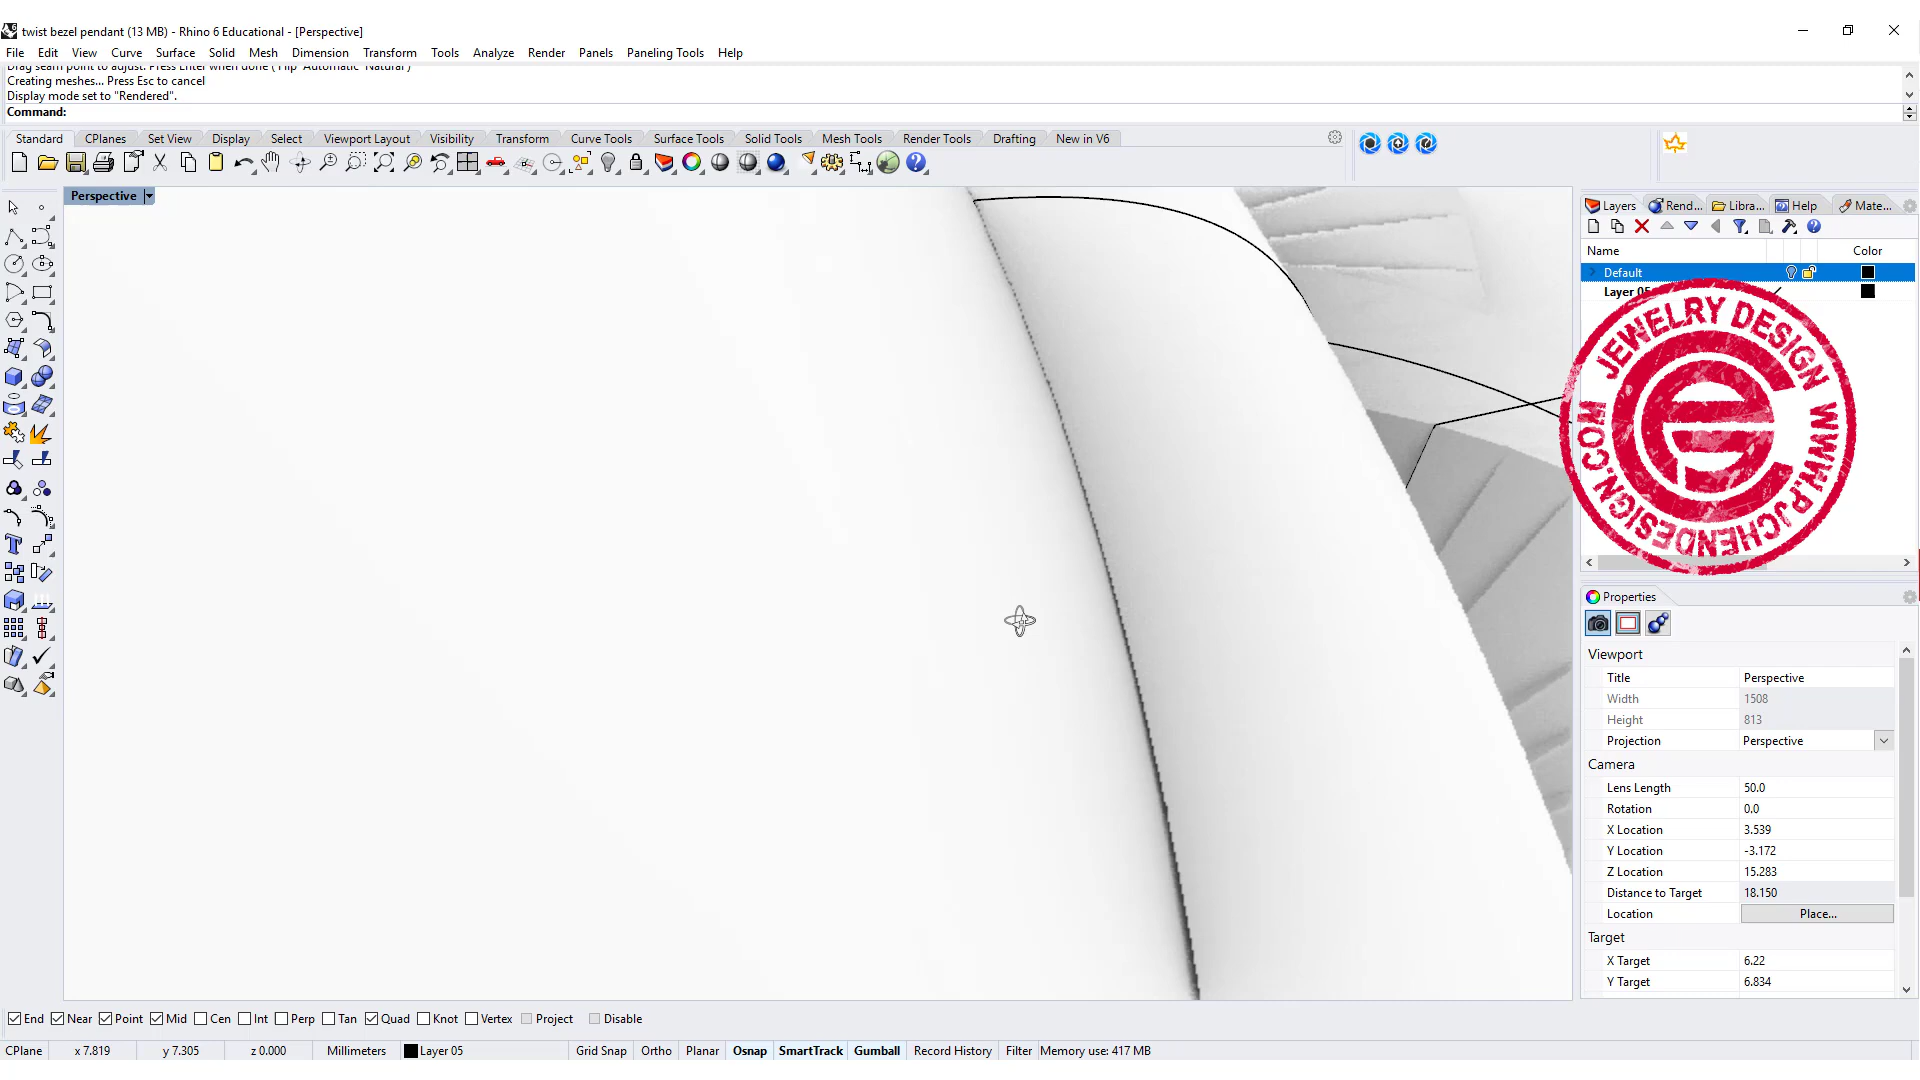 twist bezel pendant (13 MB) - Rhino 6 Educational - [Perspective]
File Edit View Curve Surface Solid Mesh Dimension Transform Tools Analyze Render Panels Paneling Tools Help
Creating meshes... Press Esc to cancel
Display mode set to "Rendered".
Command:
Standard CPlanes Set View Display Select Viewport Layout Visibility Transform Curve Tools Surface Tools Solid Tools Mesh Tools Render Tools Drafting New in V6
Perspective
Layers Rend... Libra... Help Mate...
Name Color
Default
Layer 05
JEWELRY DESIGN WWW.PJCHENDESIGN.COM
Properties
Viewport
Title Perspective
Width 1508
Height 813
Projection Perspective
Camera
Lens Length 50.0
Rotation 0.0
X Location 3.539
Y Location -3.172
Z Location 15.283
Distance to Target 18.150
Location Place...
Target
X Target 6.22
Y Target 6.834
End Near Point Mid Cen Int Perp Tan Quad Knot Vertex Project Disable
CPlane x 7.819 y 7.305 z 0.000 Millimeters Layer 05 Grid Snap Ortho Planar Osnap SmartTrack Gumball Record History Filter Memory use: 417 MB